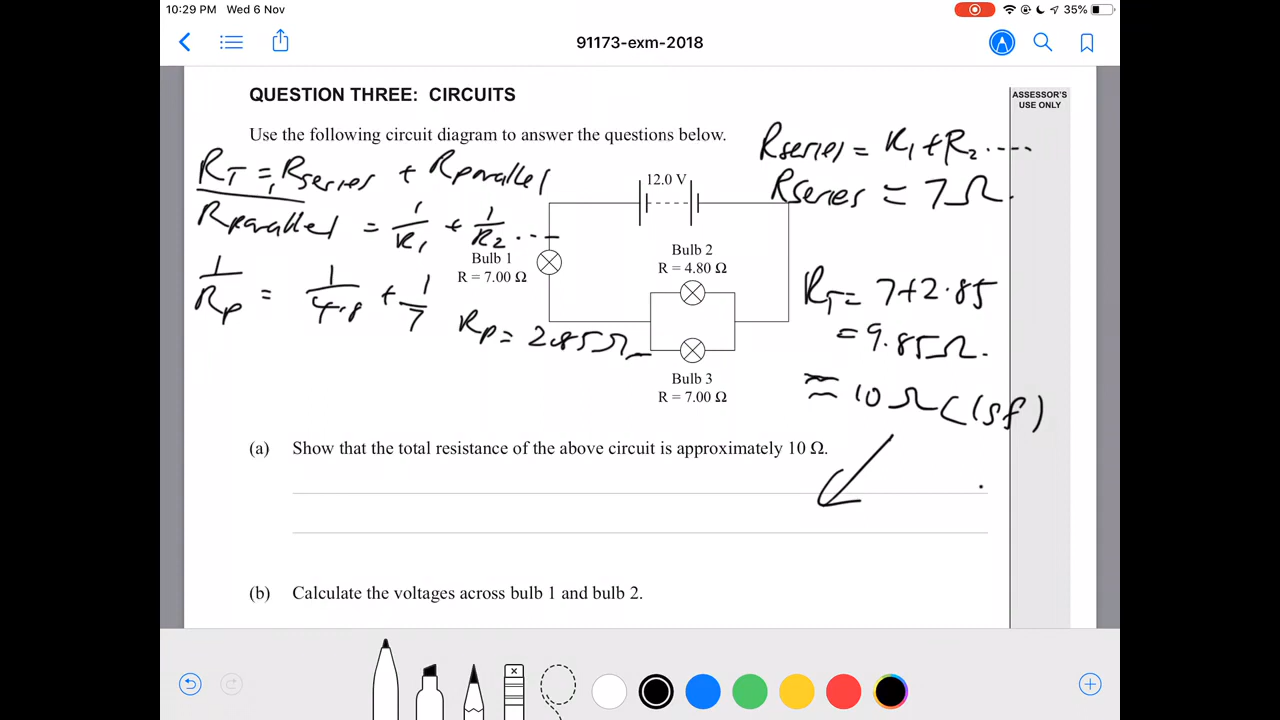 10:29 PM Wed 6 Nov
35%
91173-exm-2018
QUESTION THREE: CIRCUITS
ASSESSOR'S
USE ONLY
Use the following circuit diagram to answer the questions below.
Rseries = R1 + R2 ....
RT = Rseries + Rparallel
12.0 V
Rseries = 7Ω.
Rparallel = 1/R1 + 1/R2 ...
Bulb 1
R = 7.00 Ω
Bulb 2
R = 4.80 Ω
1/Rp = 1/4.8 + 1/7
Rp = 2.85Ω
RT = 7+2.85
= 9.85Ω.
Bulb 3
R = 7.00 Ω
≈ 10 Ω (1sf)
(a) Show that the total resistance of the above circuit is approximately 10 Ω.
(b) Calculate the voltages across bulb 1 and bulb 2.